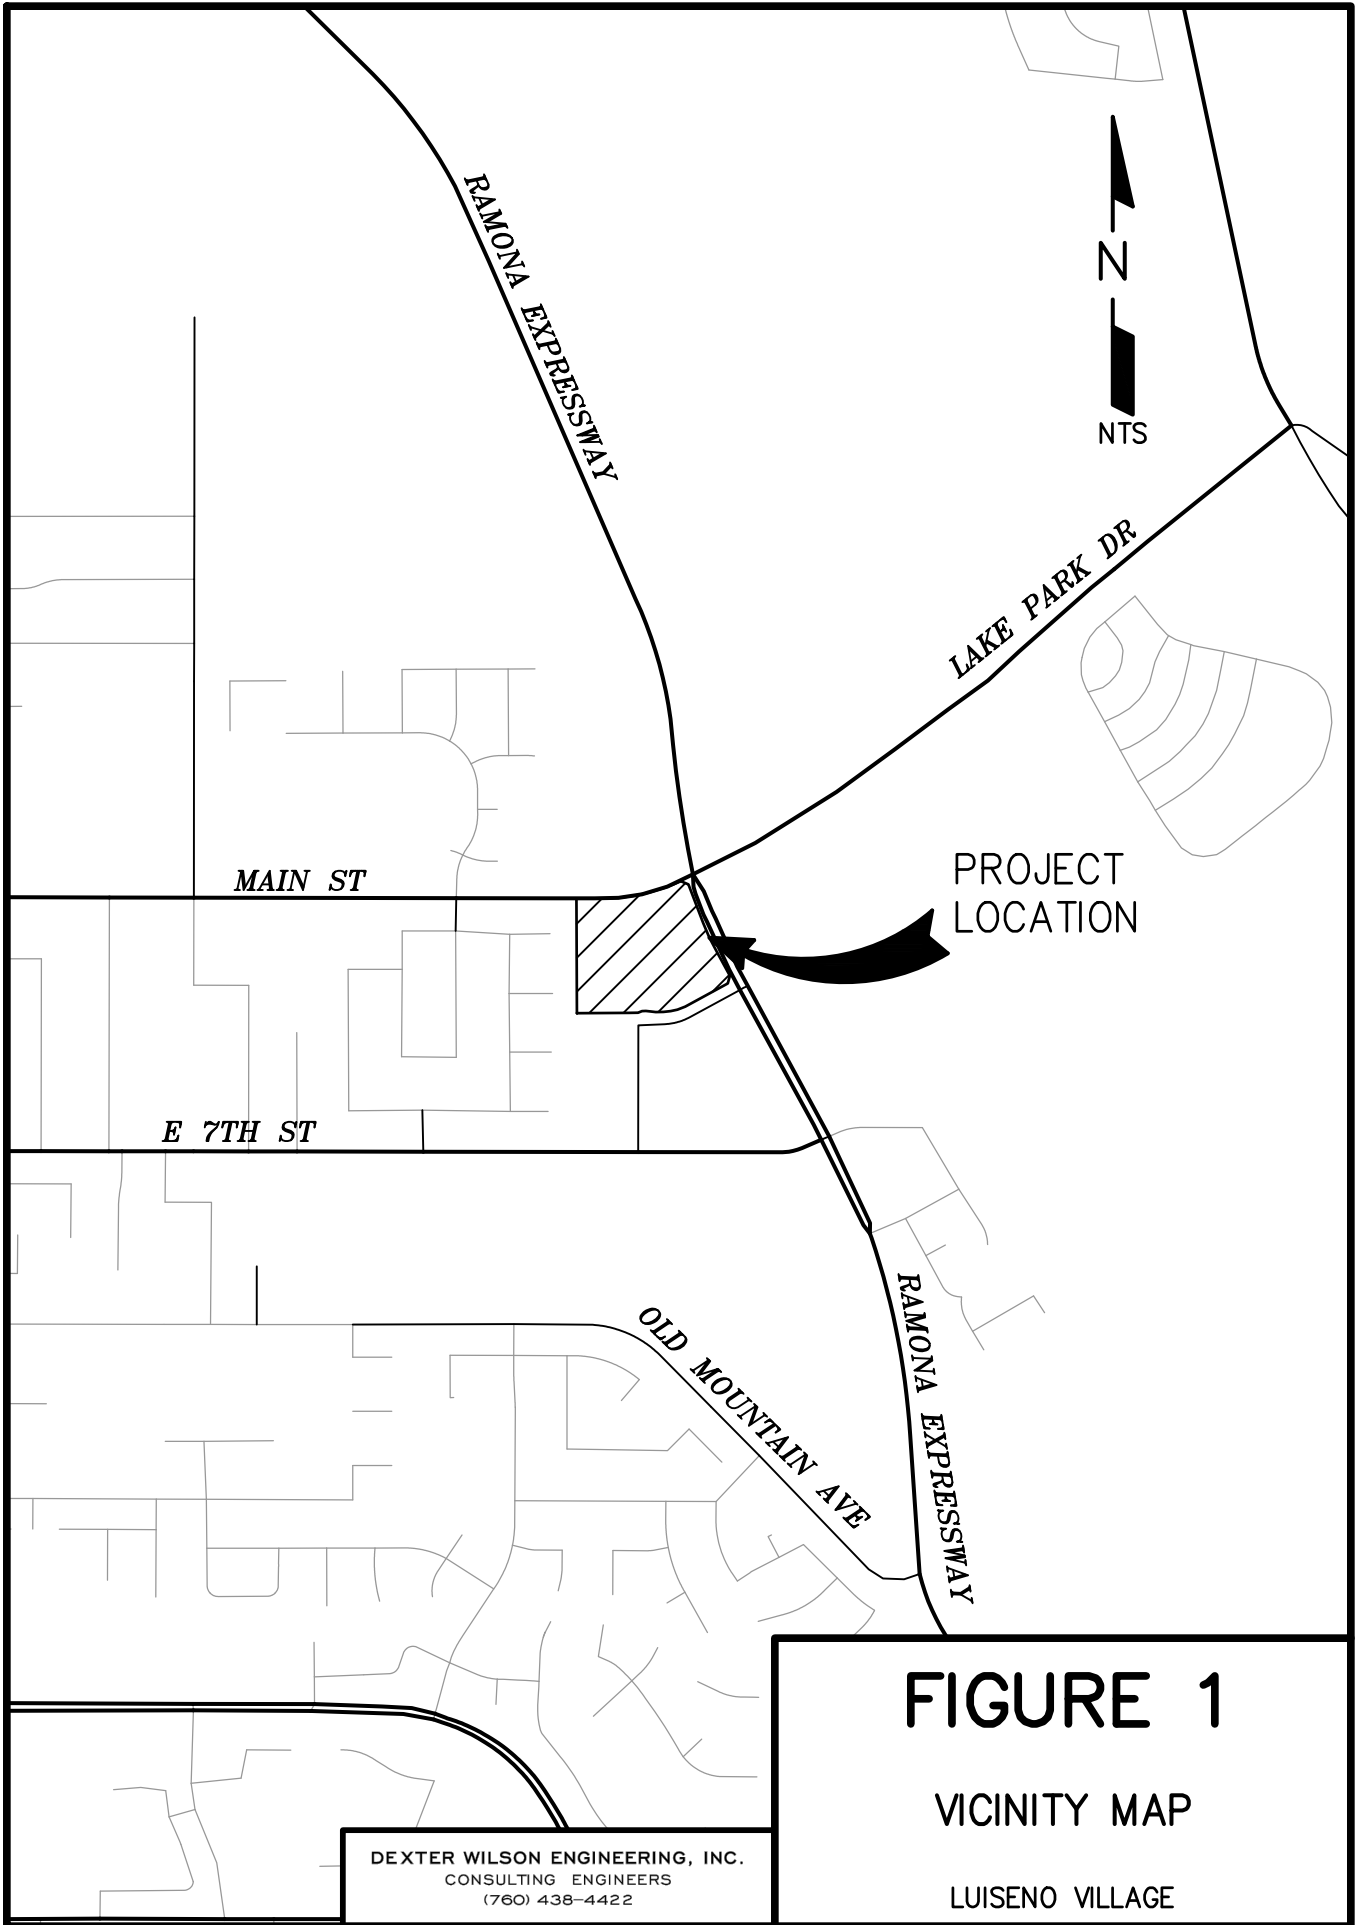 RAMONA EXPRESSWAY
N
NTS
LAKE PARK DR
PROJECT
LOCATION
MAIN ST
E 7TH ST
OLD MOUNTAIN AVE
RAMONA EXPRESSWAY
FIGURE 1
VICINITY MAP
LUISENO VILLAGE
DEXTER WILSON ENGINEERING, INC.
CONSULTING ENGINEERS
(760) 438-4422